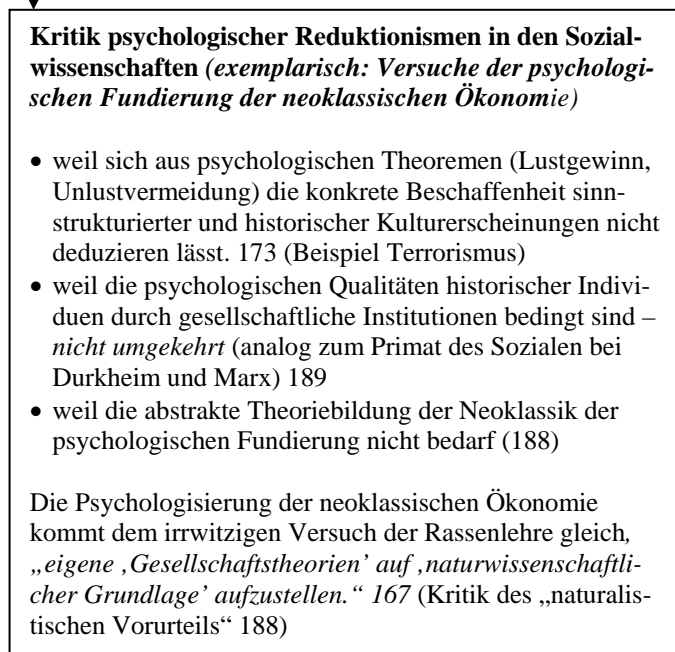 Kritik psychologischer Reduktionismen in den Sozial-
wissenschaften (exemplarisch: Versuche der psychologi-
schen Fundierung der neoklassischen Ökonomie)
• weil sich aus psychologischen Theoremen (Lustgewinn,
Unlustvermeidung) die konkrete Beschaffenheit sinn-
strukturierter und historischer Kulturerscheinungen nicht
deduzieren lässt. 173 (Beispiel Terrorismus)
• weil die psychologischen Qualitäten historischer Indivi-
duen durch gesellschaftliche Institutionen bedingt sind –
nicht umgekehrt (analog zum Primat des Sozialen bei
Durkheim und Marx) 189
• weil die abstrakte Theoriebildung der Neoklassik der
psychologischen Fundierung nicht bedarf (188)
Die Psychologisierung der neoklassischen Ökonomie
kommt dem irrwitzigen Versuch der Rassenlehre gleich,
„eigene ‚Gesellschaftstheorien’ auf ‚naturwissenschaftli-
cher Grundlage’ aufzustellen.“ 167 (Kritik des „naturalis-
tischen Vorurteils“ 188)